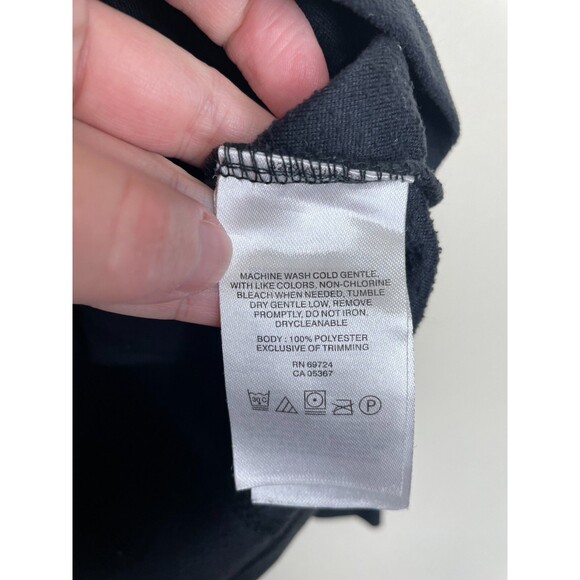 MACHINE WASH COLD GENTLE,
WITH LIKE COLORS, NON-CHLORINE
BLEACH WHEN NEEDED, TUMBLE
DRY GENTLE LOW, REMOVE
PROMPTLY, DO NOT IRON,
DRYCLEANABLE
BODY : 100% POLYESTER
EXCLUSIVE OF TRIMMING
RN 69724
CA 05367
30 C P